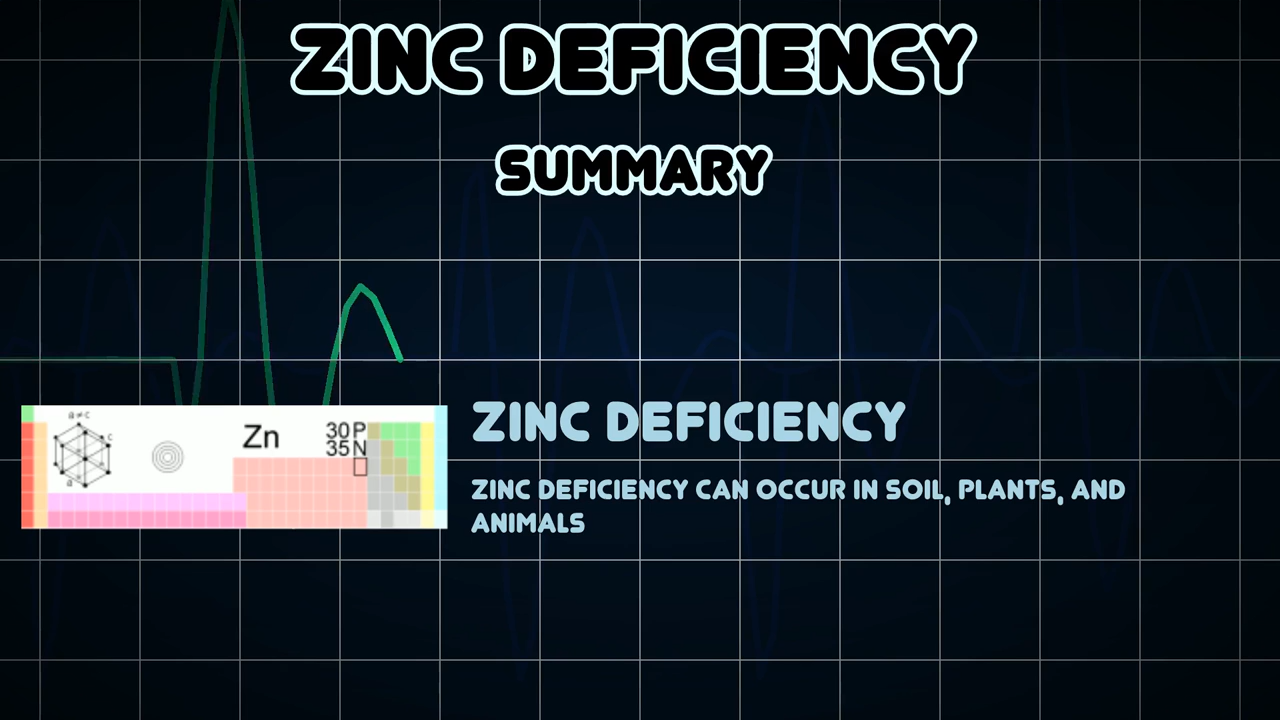 ZINC DEFICIENCY
SUMMARY
a≠c
c
a
a
Zn
30 P
35 N
ZINC DEFICIENCY
ZINC DEFICIENCY CAN OCCUR IN SOIL, PLANTS, AND
ANIMALS